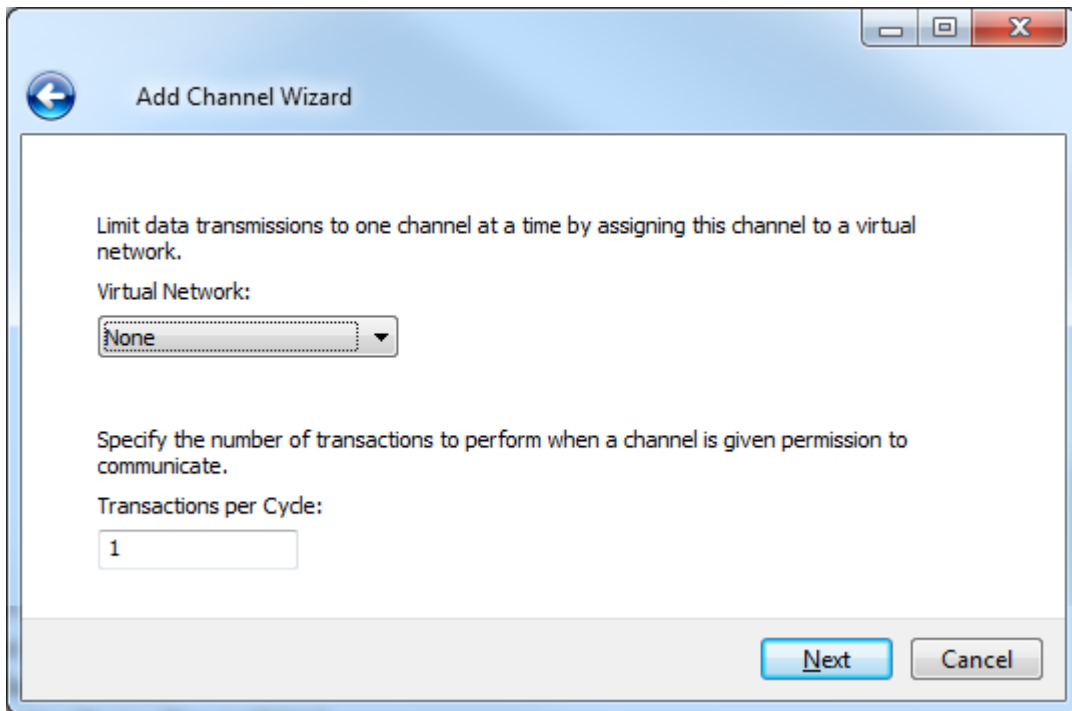 Add Channel Wizard
Limit data transmissions to one channel at a time by assigning this channel to a virtual
network.
Virtual Network:
None
Specify the number of transactions to perform when a channel is given permission to
communicate.
Transactions per Cycle:
1
Next
Cancel